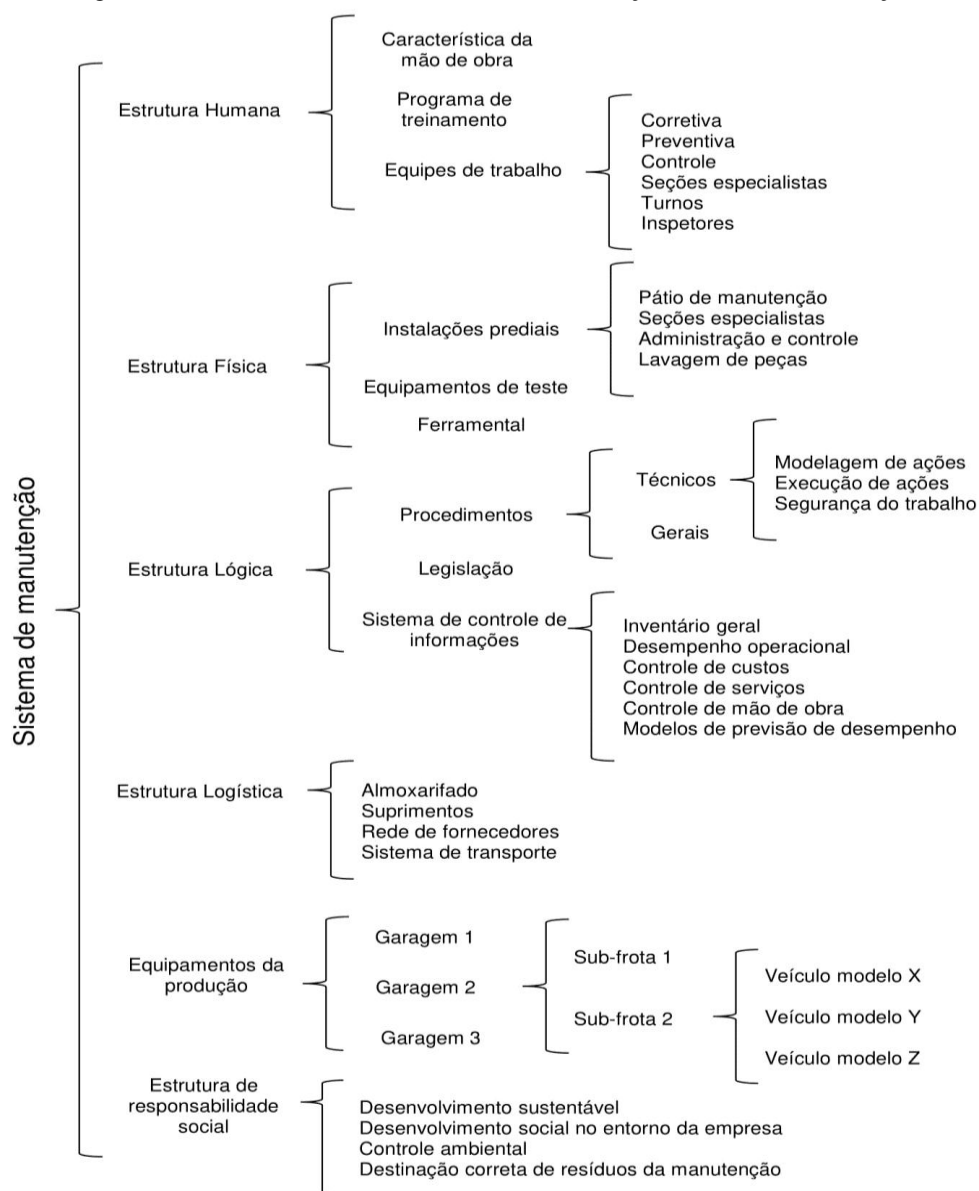 Sistema de manutenção
Estrutura Humana
Característica da
mão de obra
Programa de
treinamento
Equipes de trabalho
Corretiva
Preventiva
Controle
Seções especialistas
Turnos
Inspetores
Estrutura Física
Instalações prediais
Pátio de manutenção
Seções especialistas
Administração e controle
Lavagem de peças
Equipamentos de teste
Ferramental
Estrutura Lógica
Procedimentos
Técnicos
Modelagem de ações
Execução de ações
Segurança do trabalho
Gerais
Legislação
Sistema de controle de
informações
Inventário geral
Desempenho operacional
Controle de custos
Controle de serviços
Controle de mão de obra
Modelos de previsão de desempenho
Estrutura Logística
Almoxarifado
Suprimentos
Rede de fornecedores
Sistema de transporte
Equipamentos da
produção
Garagem 1
Garagem 2
Garagem 3
Sub-frota 1
Sub-frota 2
Veículo modelo X
Veículo modelo Y
Veículo modelo Z
Estrutura de
responsabilidade
social
Desenvolvimento sustentável
Desenvolvimento social no entorno da empresa
Controle ambiental
Destinação correta de resíduos da manutenção